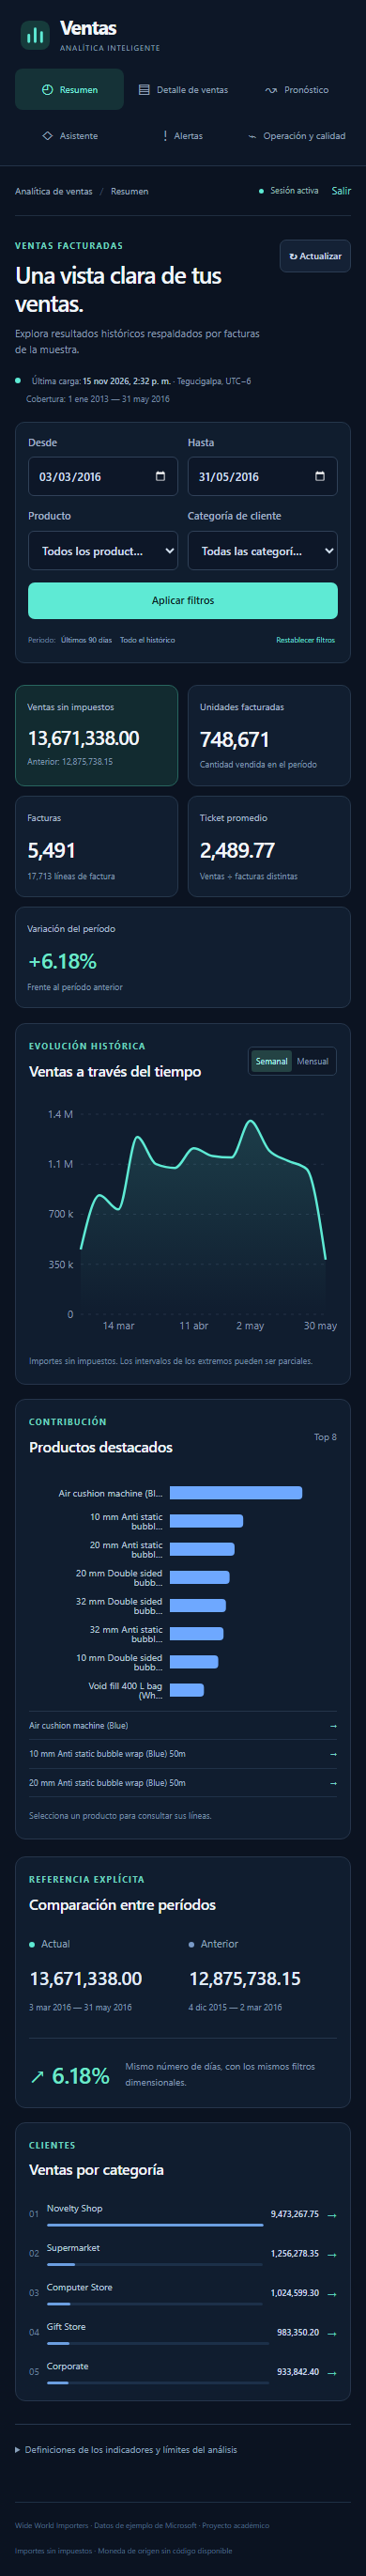 Ventas
ANALÍTICA INTELIGENTE
Resumen
Detalle de ventas
Pronóstico
Asistente
! Alertas
Operación y calidad
Analítica de ventas / Resumen
Sesión activa
Salir
VENTAS FACTURADAS
↻ Actualizar
Una vista clara de tus
ventas.
Explora resultados históricos respaldados por facturas
de la muestra.
Última carga: 15 nov 2026, 2:32 p. m. · Tegucigalpa, UTC−6
Cobertura: 1 ene 2013 — 31 may 2016
Desde
Hasta
03/03/2016
31/05/2016
Producto
Categoría de cliente
Todos los product...
Todas las categorí...
Aplicar filtros
Periodo: Últimos 90 días Todo el histórico
Restablecer filtros
Ventas sin impuestos
13,671,338.00
Anterior: 12,875,738.15
Unidades facturadas
748,671
Cantidad vendida en el período
Facturas
5,491
17,713 líneas de factura
Ticket promedio
2,489.77
Ventas ÷ facturas distintas
Variación del período
+6.18%
Frente al período anterior
EVOLUCIÓN HISTÓRICA
Ventas a través del tiempo
Semanal Mensual
1.4 M
1.1 M
700 k
350 k
0
14 mar 11 abr 2 may 30 may
Importes sin impuestos. Los intervalos de los extremos pueden ser parciales.
CONTRIBUCIÓN
Productos destacados
Top 8
Air cushion machine (Bl...
10 mm Anti static
bubbl...
20 mm Anti static
bubbl...
20 mm Double sided
bubb...
32 mm Double sided
bubb...
32 mm Anti static
bubbl...
10 mm Double sided
bubb...
Void fill 400 L bag
(Wh...
Air cushion machine (Blue) →
10 mm Anti static bubble wrap (Blue) 50m →
20 mm Anti static bubble wrap (Blue) 50m →
Selecciona un producto para consultar sus líneas.
REFERENCIA EXPLÍCITA
Comparación entre períodos
Actual
Anterior
13,671,338.00
12,875,738.15
3 mar 2016 — 31 may 2016
4 dic 2015 — 2 mar 2016
↗ 6.18%
Mismo número de días, con los mismos filtros
dimensionales.
CLIENTES
Ventas por categoría
01 Novelty Shop 9,473,267.75 →
02 Supermarket 1,256,278.35 →
03 Computer Store 1,024,599.30 →
04 Gift Store 983,350.20 →
05 Corporate 933,842.40 →
▶ Definiciones de los indicadores y límites del análisis
Wide World Importers · Datos de ejemplo de Microsoft · Proyecto académico
Importes sin impuestos · Moneda de origen sin código disponible